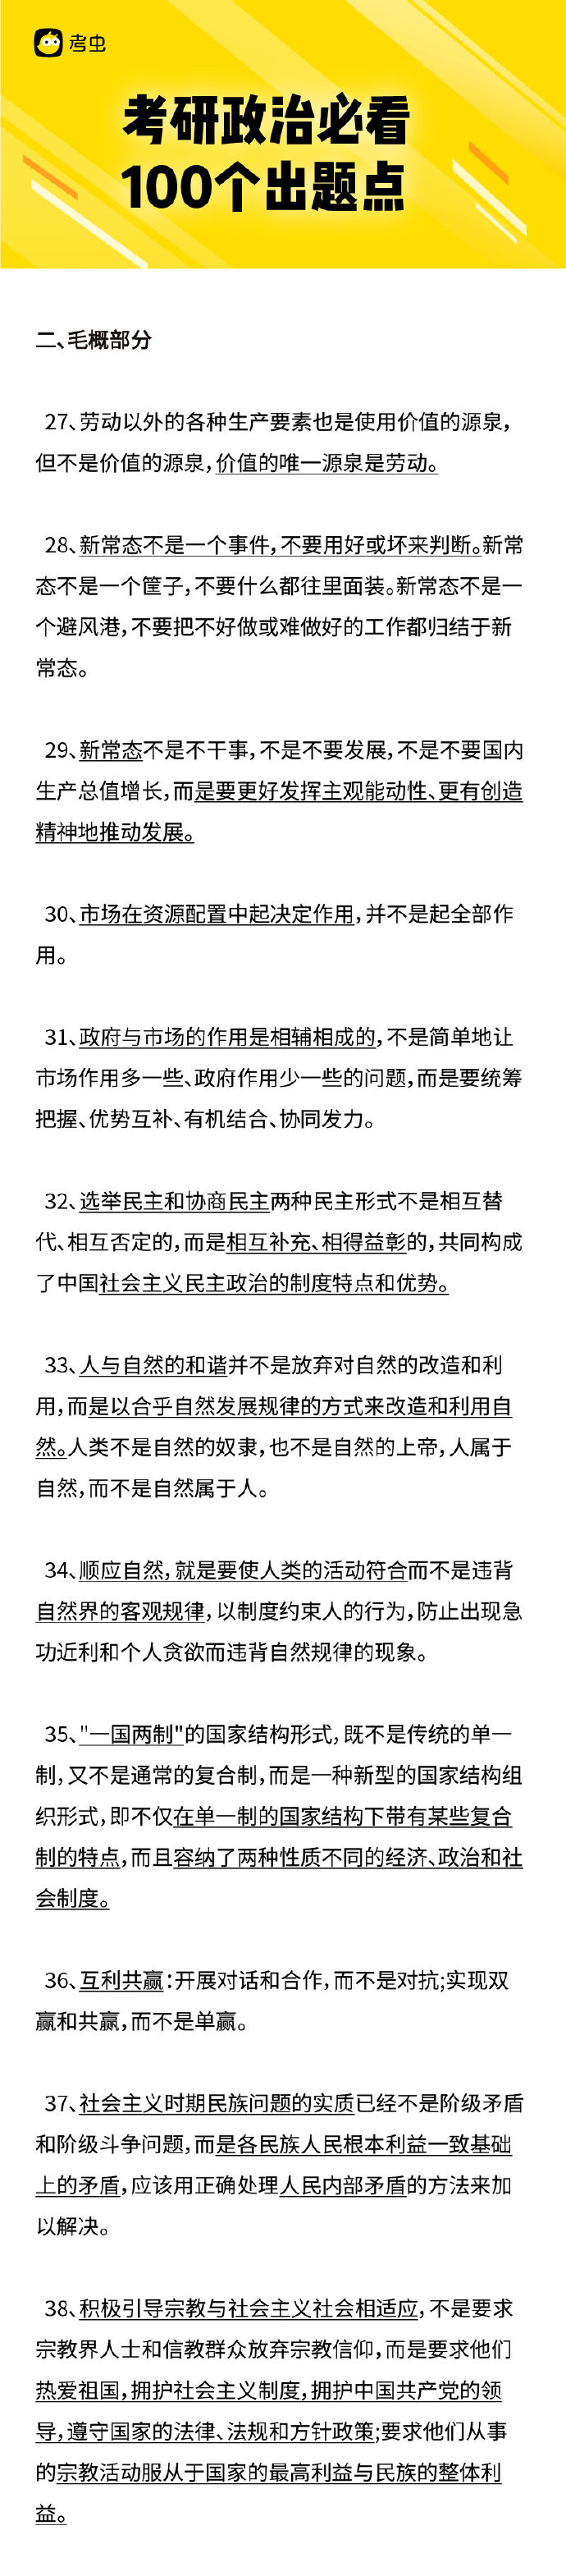 考虫
考研政治必看
100个出题点
二、毛概部分
27、劳动以外的各种生产要素也是使用价值的源泉，
但不是价值的源泉，价值的唯一源泉是劳动。
28、新常态不是一个事件，不要用好或坏来判断。新常
态不是一个筐子，不要什么都往里面装。新常态不是一
个避风港，不要把不好做或难做好的工作都归结于新
常态。
29、新常态不是不干事，不是不要发展，不是不要国内
生产总值增长，而是要更好发挥主观能动性、更有创造
精神地推动发展。
30、市场在资源配置中起决定作用，并不是起全部作
用。
31、政府与市场的作用是相辅相成的，不是简单地让
市场作用多一些、政府作用少一些的问题，而是要统筹
把握、优势互补、有机结合、协同发力。
32、选举民主和协商民主两种民主形式不是相互替
代、相互否定的，而是相互补充、相得益彰的，共同构成
了中国社会主义民主政治的制度特点和优势。
33、人与自然的和谐并不是放弃对自然的改造和利
用，而是以合乎自然发展规律的方式来改造和利用自
然。人类不是自然的奴隶，也不是自然的上帝，人属于
自然，而不是自然属于人。
34、顺应自然，就是要使人类的活动符合而不是违背
自然界的客观规律，以制度约束人的行为，防止出现急
功近利和个人贪欲而违背自然规律的现象。
35、"一国两制"的国家结构形式，既不是传统的单一
制，又不是通常的复合制，而是一种新型的国家结构组
织形式，即不仅在单一制的国家结构下带有某些复合
制的特点，而且容纳了两种性质不同的经济、政治和社
会制度。
36、互利共赢：开展对话和合作，而不是对抗;实现双
赢和共赢，而不是单赢。
37、社会主义时期民族问题的实质已经不是阶级矛盾
和阶级斗争问题，而是各民族人民根本利益一致基础
上的矛盾，应该用正确处理人民内部矛盾的方法来加
以解决。
38、积极引导宗教与社会主义社会相适应，不是要求
宗教界人士和信教群众放弃宗教信仰，而是要求他们
热爱祖国，拥护社会主义制度，拥护中国共产党的领
导，遵守国家的法律、法规和方针政策;要求他们从事
的宗教活动服从于国家的最高利益与民族的整体利
益。